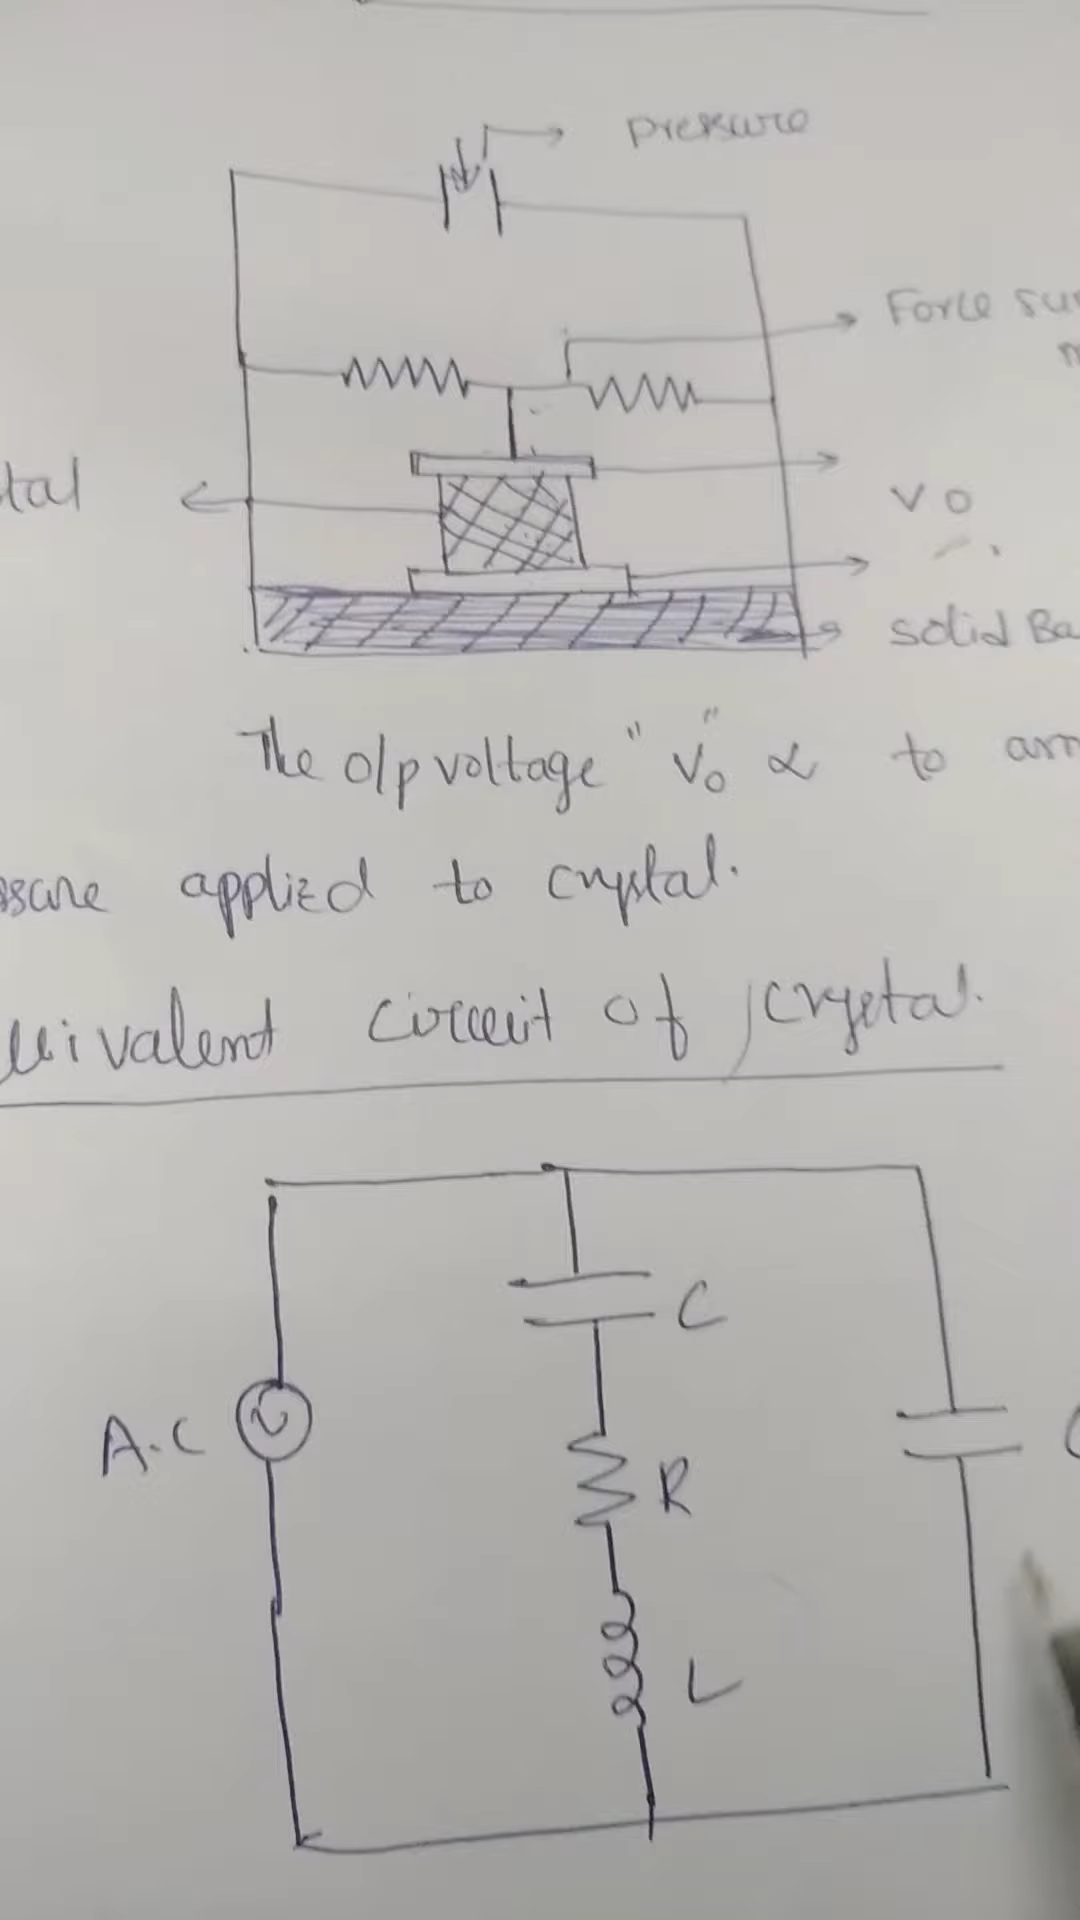 pressure
Force su
tal
Vo
solid Ba
The o/p voltage "Vo" α to am
ssure applied to crystal.
uivalent circuit of crystal.
C
A.C
R
L